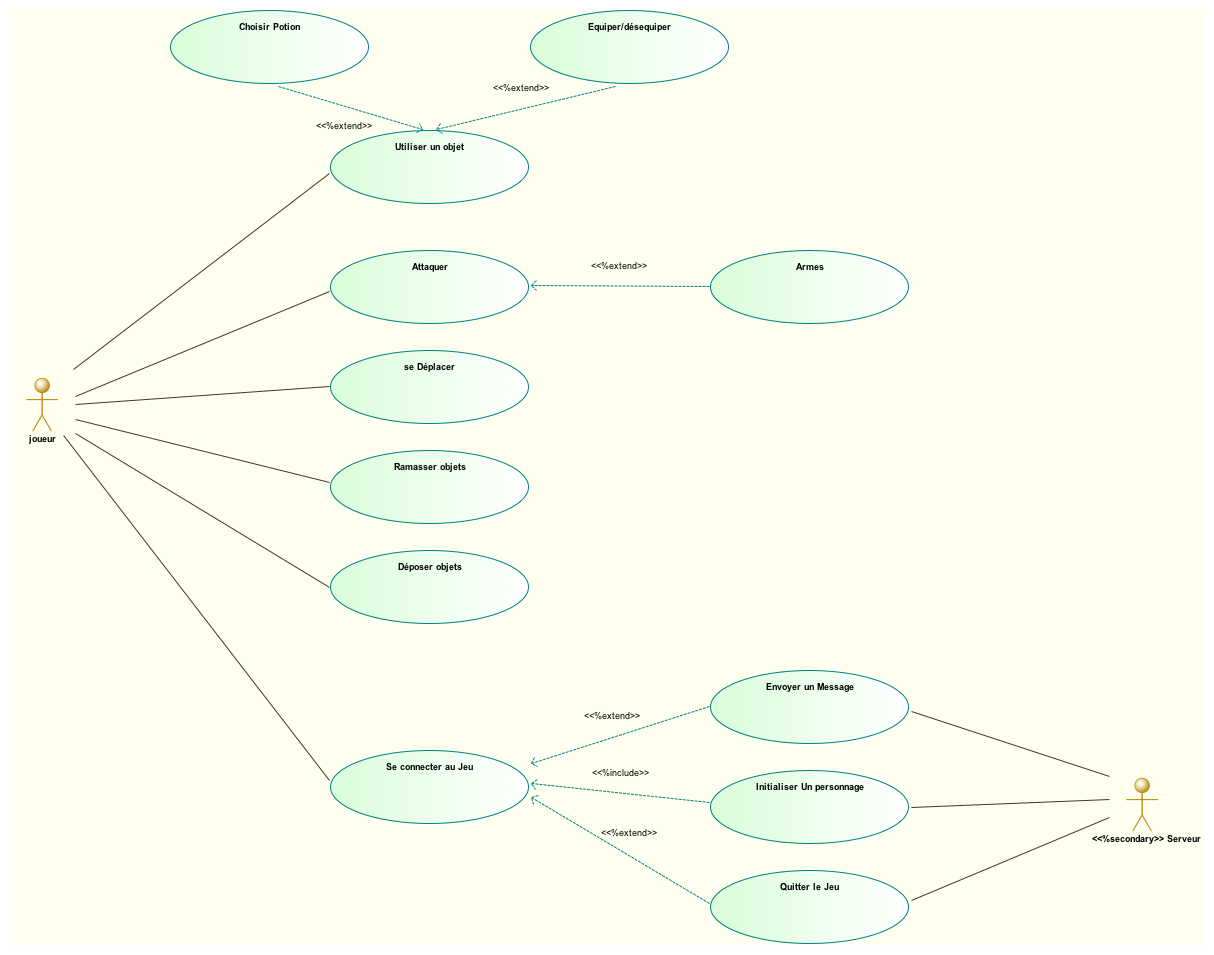 Choisir Potion
Equiper/désequiper
<<%extend>>
<<%extend>>
Utiliser un objet
Attaquer
<<%extend>>
Armes
se Déplacer
joueur
Ramasser objets
Déposer objets
Envoyer un Message
<<%extend>>
Se connecter au Jeu
<<%include>>
Initialiser Un personnage
<<%extend>>
<<%secondary>> Serveur
Quitter le Jeu